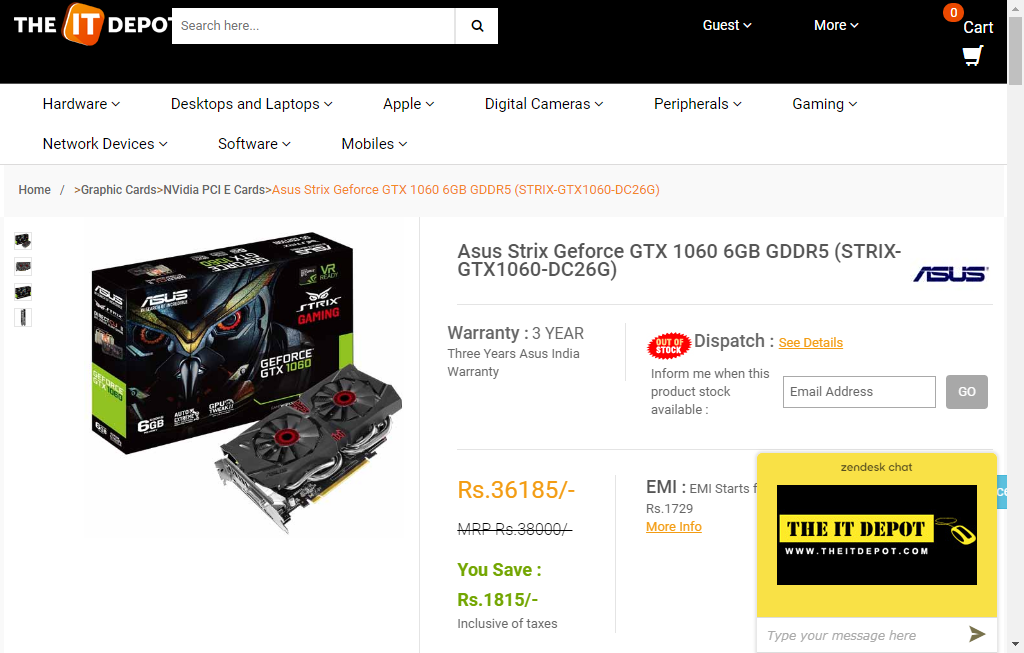 THE IT DEPOT
Search here...
Guest
More
0
Cart
Hardware
Desktops and Laptops
Apple
Digital Cameras
Peripherals
Gaming
Network Devices
Software
Mobiles
Home / >Graphic Cards>NVidia PCI E Cards>Asus Strix Geforce GTX 1060 6GB GDDR5 (STRIX-GTX1060-DC26G)
Asus Strix Geforce GTX 1060 6GB GDDR5 (STRIX-
GTX1060-DC26G)
ASUS
ASUS
VR
READY
STRIX
GAMING
GEFORCE
GTX 1060
6GB
Warranty : 3 YEAR
Three Years Asus India
Warranty
OUT OF
STOCK
Dispatch : See Details
Inform me when this
product stock
available :
Email Address
GO
Rs.36185/-
MRP Rs.38000/-
You Save :
Rs.1815/-
Inclusive of taxes
EMI : EMI Starts f
Rs.1729
More Info
zendesk chat
THE IT DEPOT
WWW.THEITDEPOT.COM
Type your message here